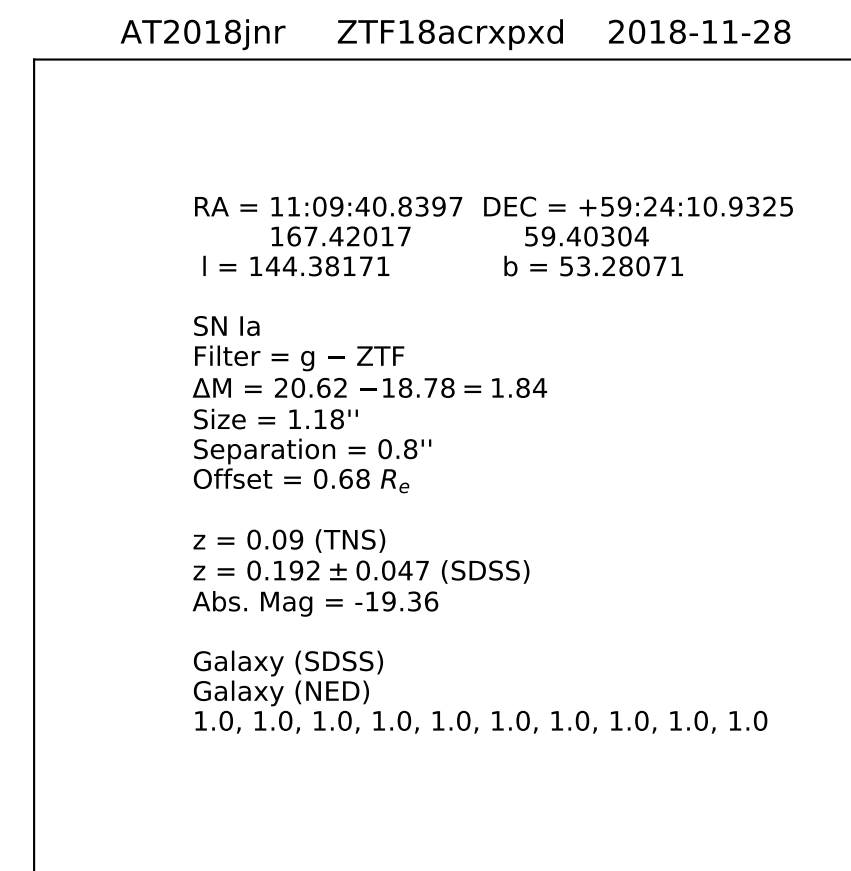 AT2018jnr ZTF18acrxpxd 2018-11-28
RA = 11:09:40.8397 DEC = +59:24:10.9325
167.42017 59.40304
l = 144.38171 b = 53.28071
SN Ia
Filter = g − ZTF
ΔM = 20.62 −18.78 = 1.84
Size = 1.18''
Separation = 0.8''
Offset = 0.68 Rₑ
z = 0.09 (TNS)
z = 0.192 ± 0.047 (SDSS)
Abs. Mag = -19.36
Galaxy (SDSS)
Galaxy (NED)
1.0, 1.0, 1.0, 1.0, 1.0, 1.0, 1.0, 1.0, 1.0, 1.0